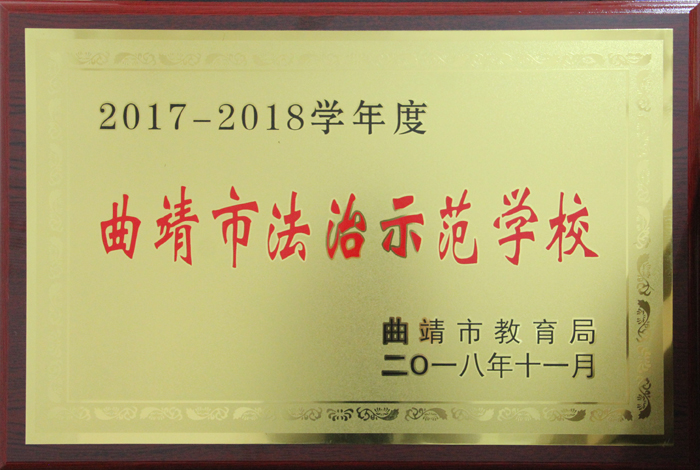 2017-2018学年度
曲靖市法治示范学校
曲靖市教育局
二〇一八年十一月